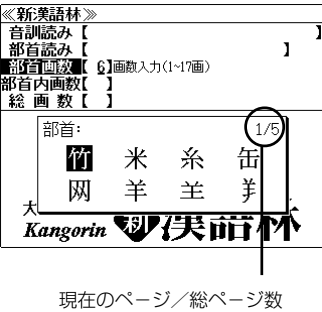 ≪新漢語林≫
音訓読み【 】
部首読み【 】
部首画数【 6】画数入力(1~17画)
部首内画数【 】
総画数【 】
部首: 1/5
竹 米 糸 缶
网 羊 𦍌
大
Kangorin 新 漢語林
現在のページ／総ページ数